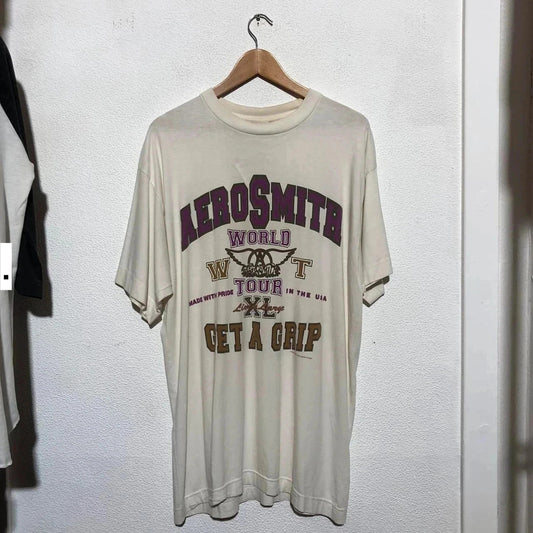 AEROSMITH
WORLD
W T
TOUR
MADE WITH PRIDE IN THE USA
XL
GET A GRIP